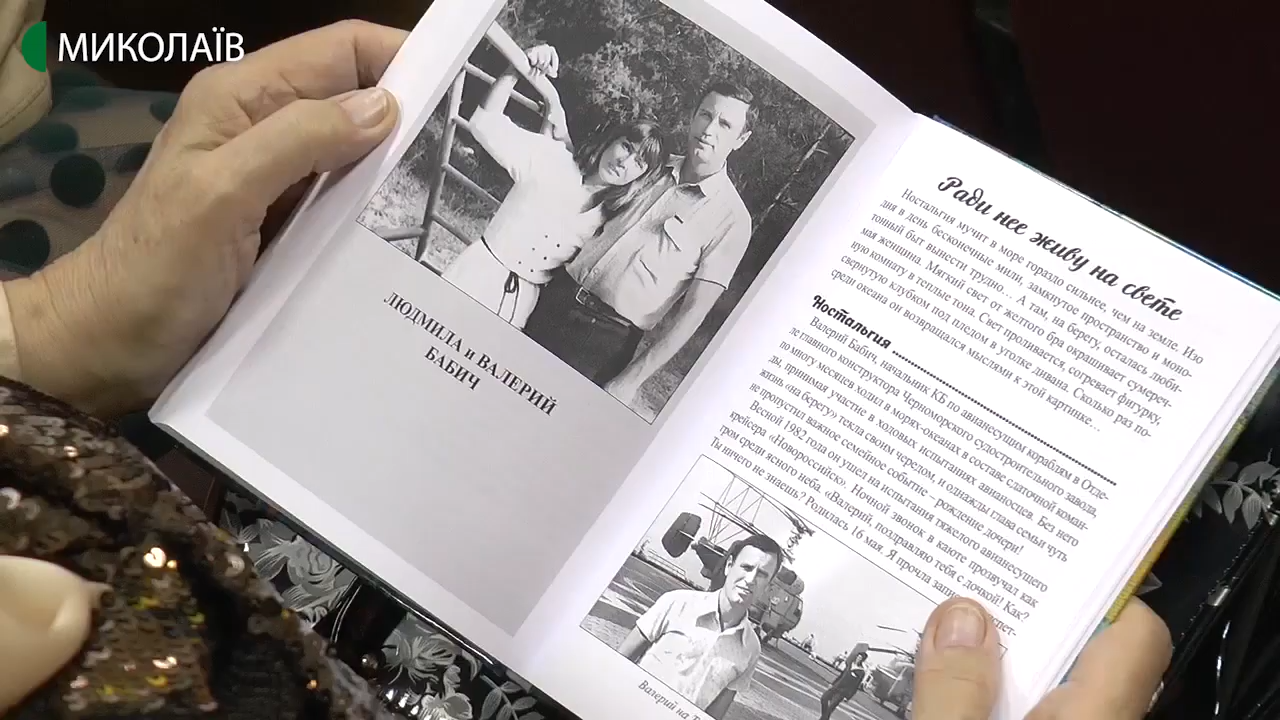 МИКОЛАЇВ
ЛЮДМИЛА и ВАЛЕРИЙ
БАБИЧ
Ради нее живу на свете
Ностальгия мучит в море гораздо сильнее, чем на земле. Изо
дня в день бесконечные мили, замкнутое пространство и моно-
тонный быт вынести трудно... А там, на берегу, осталась люби-
мая женщина. Мягкий свет от желтого бра окрашивает сумереч-
ную комнату в теплые тона. Свет проливается, согревает фигурку,
свернутую клубком под пледом в уголке дивана. Сколько раз по-
среди океана он возвращался мыслями к этой картинке...
Ностальгия
Валерий Бабич, начальник КБ по авианесущим кораблям в Отде-
ле главного конструктора Черноморского судостроительного завода,
по многу месяцев ходил в морях-океанах в составе сдаточной коман-
ды, принимая участие в ходовых испытаниях авианосцев. Без него
жизнь «на берегу» текла своим чередом, и однажды глава семьи чуть
не пропустил важное семейное событие – рождение дочери!
Весной 1982 года он ушел на испытания тяжелого авианесущего
крейсера «Новороссийск». Ночной звонок в каюте прозвучал как
гром среди ясного неба. «Валерий, поздравляю тебя с дочкой! Как?
Ты ничего не знаешь? Родилась 16 мая. Я прочла
Валерий на